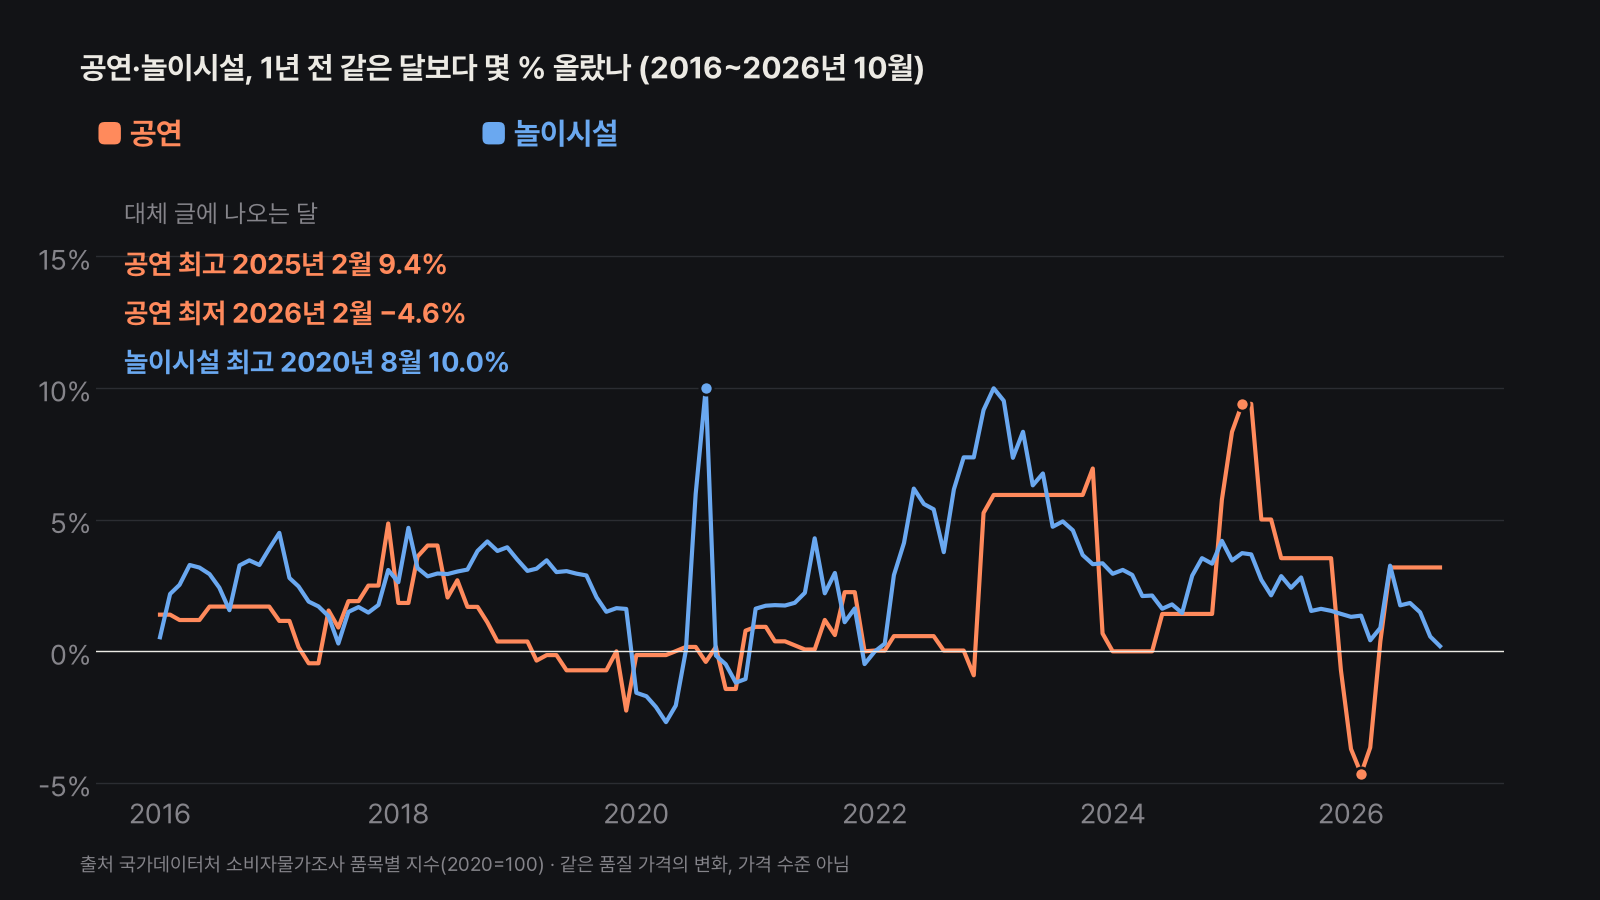 공연·놀이시설, 1년 전 같은 달보다 몇 % 올랐나 (2016~2026년 10월)
공연
놀이시설
대체 글에 나오는 달
15%
공연 최고 2025년 2월 9.4%
공연 최저 2026년 2월 −4.6%
놀이시설 최고 2020년 8월 10.0%
10%
5%
0%
-5%
2016 2018 2020 2022 2024 2026
출처 국가데이터처 소비자물가조사 품목별 지수(2020=100) · 같은 품질 가격의 변화, 가격 수준 아님